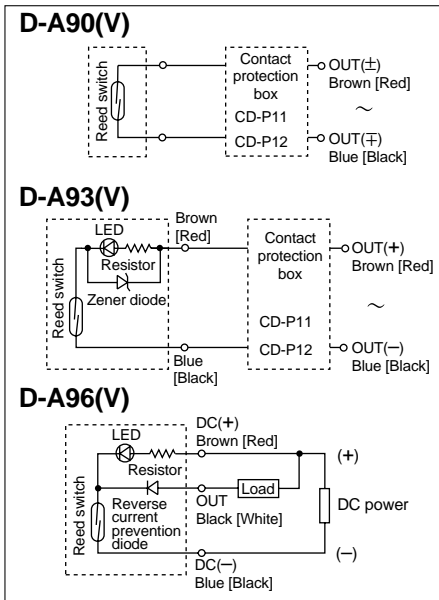 D-A90(V)
Reed switch
Contact
protection
box
CD-P11
CD-P12
OUT(±)
Brown [Red]
～
OUT(∓)
Blue [Black]
D-A93(V)
Reed switch
LED
Resistor
Zener diode
Brown
[Red]
Blue
[Black]
Contact
protection
box
CD-P11
CD-P12
OUT(+)
Brown [Red]
～
OUT(−)
Blue [Black]
D-A96(V)
Reed switch
LED
Resistor
Reverse
current
prevention
diode
DC(+)
Brown [Red]
OUT
Black [White]
Load
DC(−)
Blue [Black]
(+)
DC power
(−)